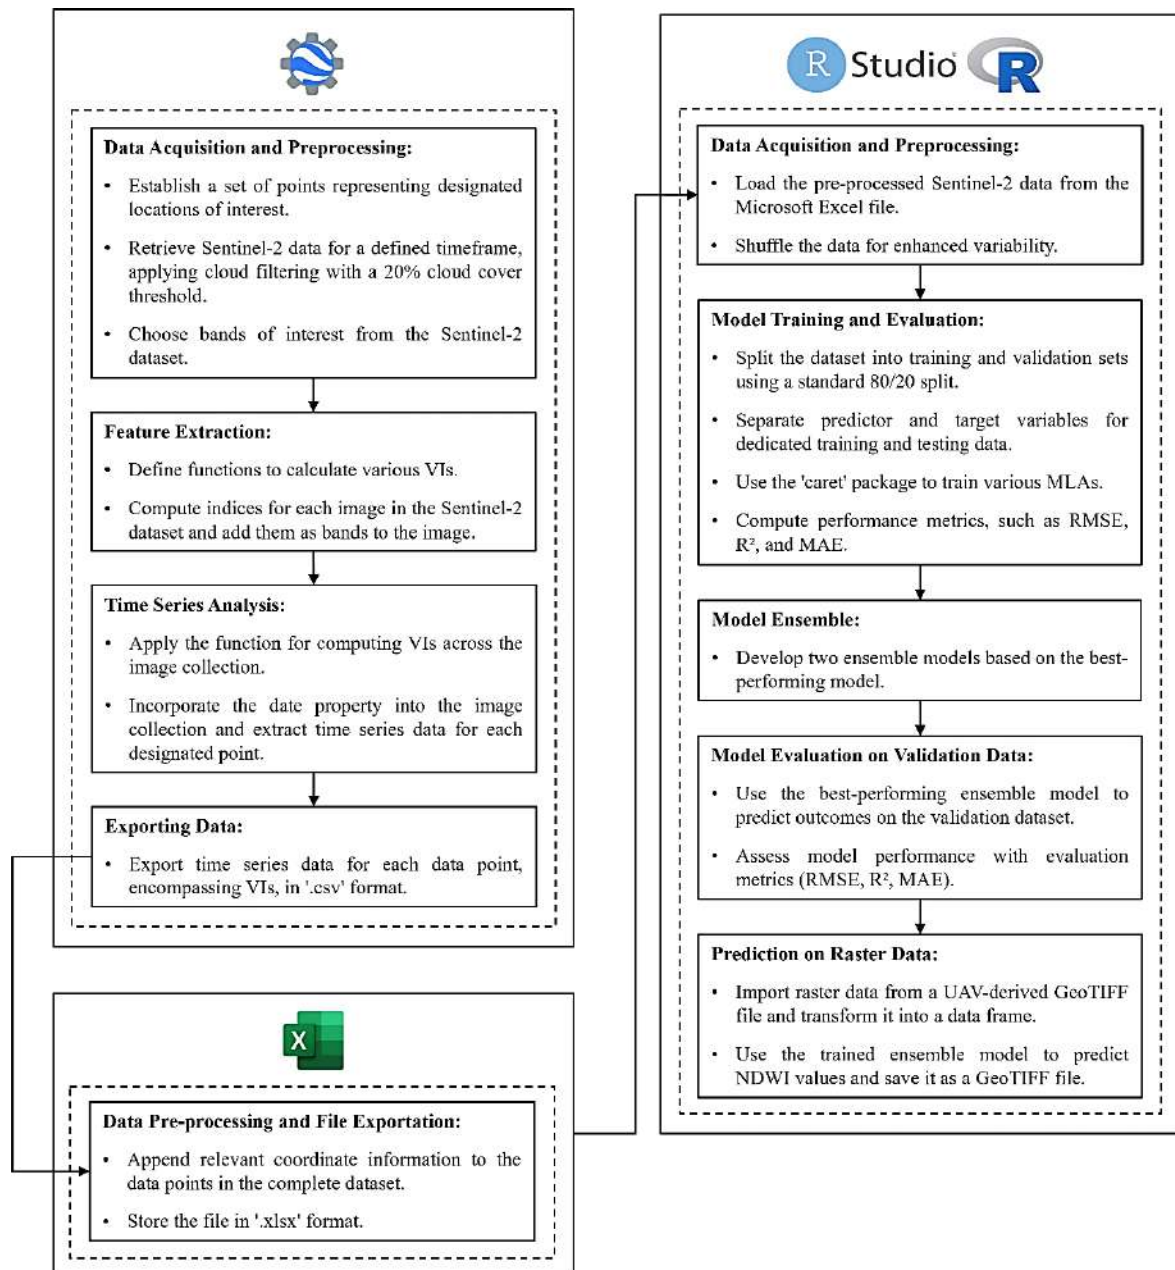 Data Acquisition and Preprocessing:
• Establish a set of points representing designated
locations of interest.
• Retrieve Sentinel-2 data for a defined timeframe,
applying cloud filtering with a 20% cloud cover
threshold.
• Choose bands of interest from the Sentinel-2
dataset.
Feature Extraction:
• Define functions to calculate various VIs.
• Compute indices for each image in the Sentinel-2
dataset and add them as bands to the image.
Time Series Analysis:
• Apply the function for computing VIs across the
image collection.
• Incorporate the date property into the image
collection and extract time series data for each
designated point.
Exporting Data:
• Export time series data for each data point,
encompassing VIs, in '.csv' format.
X
Data Pre-processing and File Exportation:
• Append relevant coordinate information to the
data points in the complete dataset.
• Store the file in '.xlsx' format.
R Studio R
Data Acquisition and Preprocessing:
• Load the pre-processed Sentinel-2 data from the
Microsoft Excel file.
• Shuffle the data for enhanced variability.
Model Training and Evaluation:
• Split the dataset into training and validation sets
using a standard 80/20 split.
• Separate predictor and target variables for
dedicated training and testing data.
• Use the 'caret' package to train various MLAs.
• Compute performance metrics, such as RMSE,
R², and MAE.
Model Ensemble:
• Develop two ensemble models based on the best-
performing model.
Model Evaluation on Validation Data:
• Use the best-performing ensemble model to
predict outcomes on the validation dataset.
• Assess model performance with evaluation
metrics (RMSE, R², MAE).
Prediction on Raster Data:
• Import raster data from a UAV-derived GeoTIFF
file and transform it into a data frame.
• Use the trained ensemble model to predict
NDWI values and save it as a GeoTIFF file.